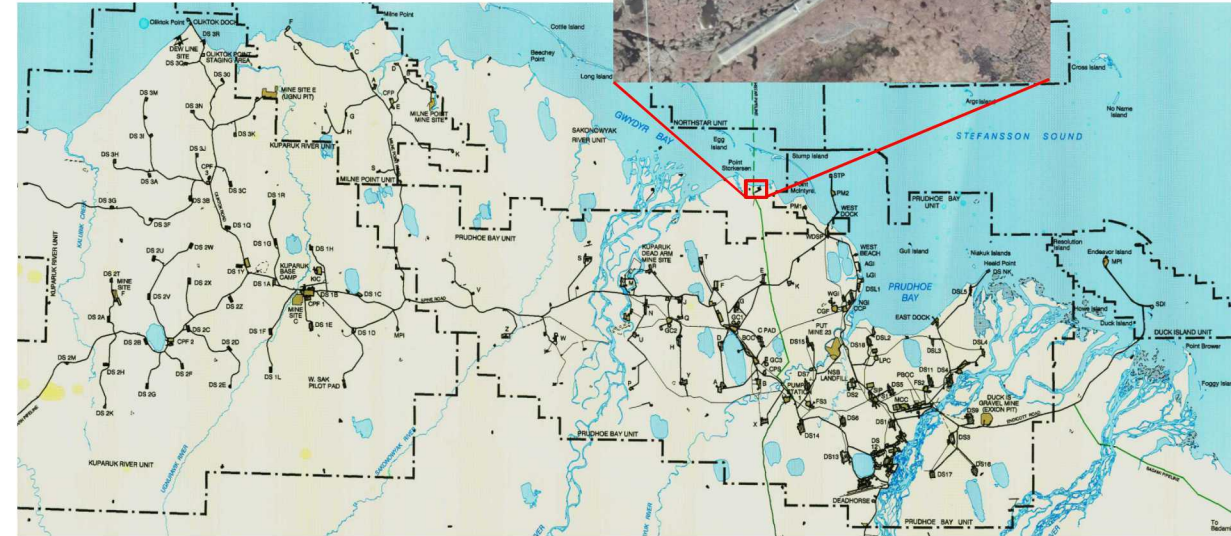 Oliktok Point
OLIKTOK DOCK
DS 3R
DEW LINE
SITE
DS 3Q
OLIKTOK POINT
STAGING AREA
DS 30
F
C
Milne Point
Cottle Island
Beechey
Point
Long Island
Cross Island
No Name
Island
STEFANSSON SOUND
GWYDYR BAY
NORTHSTAR UNIT
Egg
Island
Stump Island
Point
Storkersen
SAKONOWYAK
RIVER UNIT
MINE SITE E
(UGNU PIT)
CFP
A
D
B
E
MILNE POINT
MINE SITE
J
G
H
K
S
DS 3M
DS 3N
DS 3I
DS 3K
KUPARUK RIVER UNIT
DS 3H
DS 3J
CPF
3
MILNE POINT UNIT
DS 3A
DS 3C
DS 3B
DS 1R
DS 3G
DS 3F
DS 1Q
KUPARUK RIVER UNIT
DS 2U
DS 2W
DS 1G
DS 1H
DS 1Y
KUPARUK
BASE
CAMP
KIC
DS 2T
MINE
SITE
F
DS 2X
DS 1A
DS 1B
DS 1C
CPF 1
MINE
SITE
C
DS 2V
DS 2Z
DS 2A
DS 2B
DS 2C
CPF 2
DS 2D
DS 1F
DS 1E
DS 1D
MPI
DS 2M
DS 2H
DS 2F
DS 2E
DS 1L
W. SAK
PILOT PAD
DS 2G
DS 2K
KUPARUK RIVER UNIT
UGNURAVIK RIVER
SAKONOWYAK RIVER
SPINE ROAD
PRUDHOE BAY UNIT
L
V
Z
W
S
M
N
U
P
KUPARUK
DEAD ARM
MINE SITE
R
Q
GC2
H
J
F
E
K
G
GC1
D
C PAD
BOC
GC3
CPS
Y
A
B
X
PUMP
FS3
DS7
DS15
DS14
DS6
DS13
PM1
STP
PM2
WEST
DOCK
PRUDHOE BAY
UNIT
WEST
BEACH
AGI
LGI
DSL1
WGI
NGI
CGF
CCP
PUT
MINE 23
NSB
LANDFILL
DS18
DSL2
LPC
DS2
Gull Island
PRUDHOE
BAY
Niakuk Islands
Heald Point
DS NK
DSL5
EAST DOCK
DSL3
DSL4
PBOC
DS11
DS4
DS5
FS2
MCC
DS1
DS9
DS3
DS16
DS17
DUCK IS
GRAVEL MINE
(EXXON PIT)
ENDICOTT ROAD
DEADHORSE
PRUDHOE BAY UNIT
PRUDHOE BAY UNIT
Resolution
Island
Endeavor Island
MPI
SDI
Howe Island
Duck Island
DUCK ISLAND UNIT
Point Brower
Foggy Isla
BADAMI PIPELINE
To
Badami